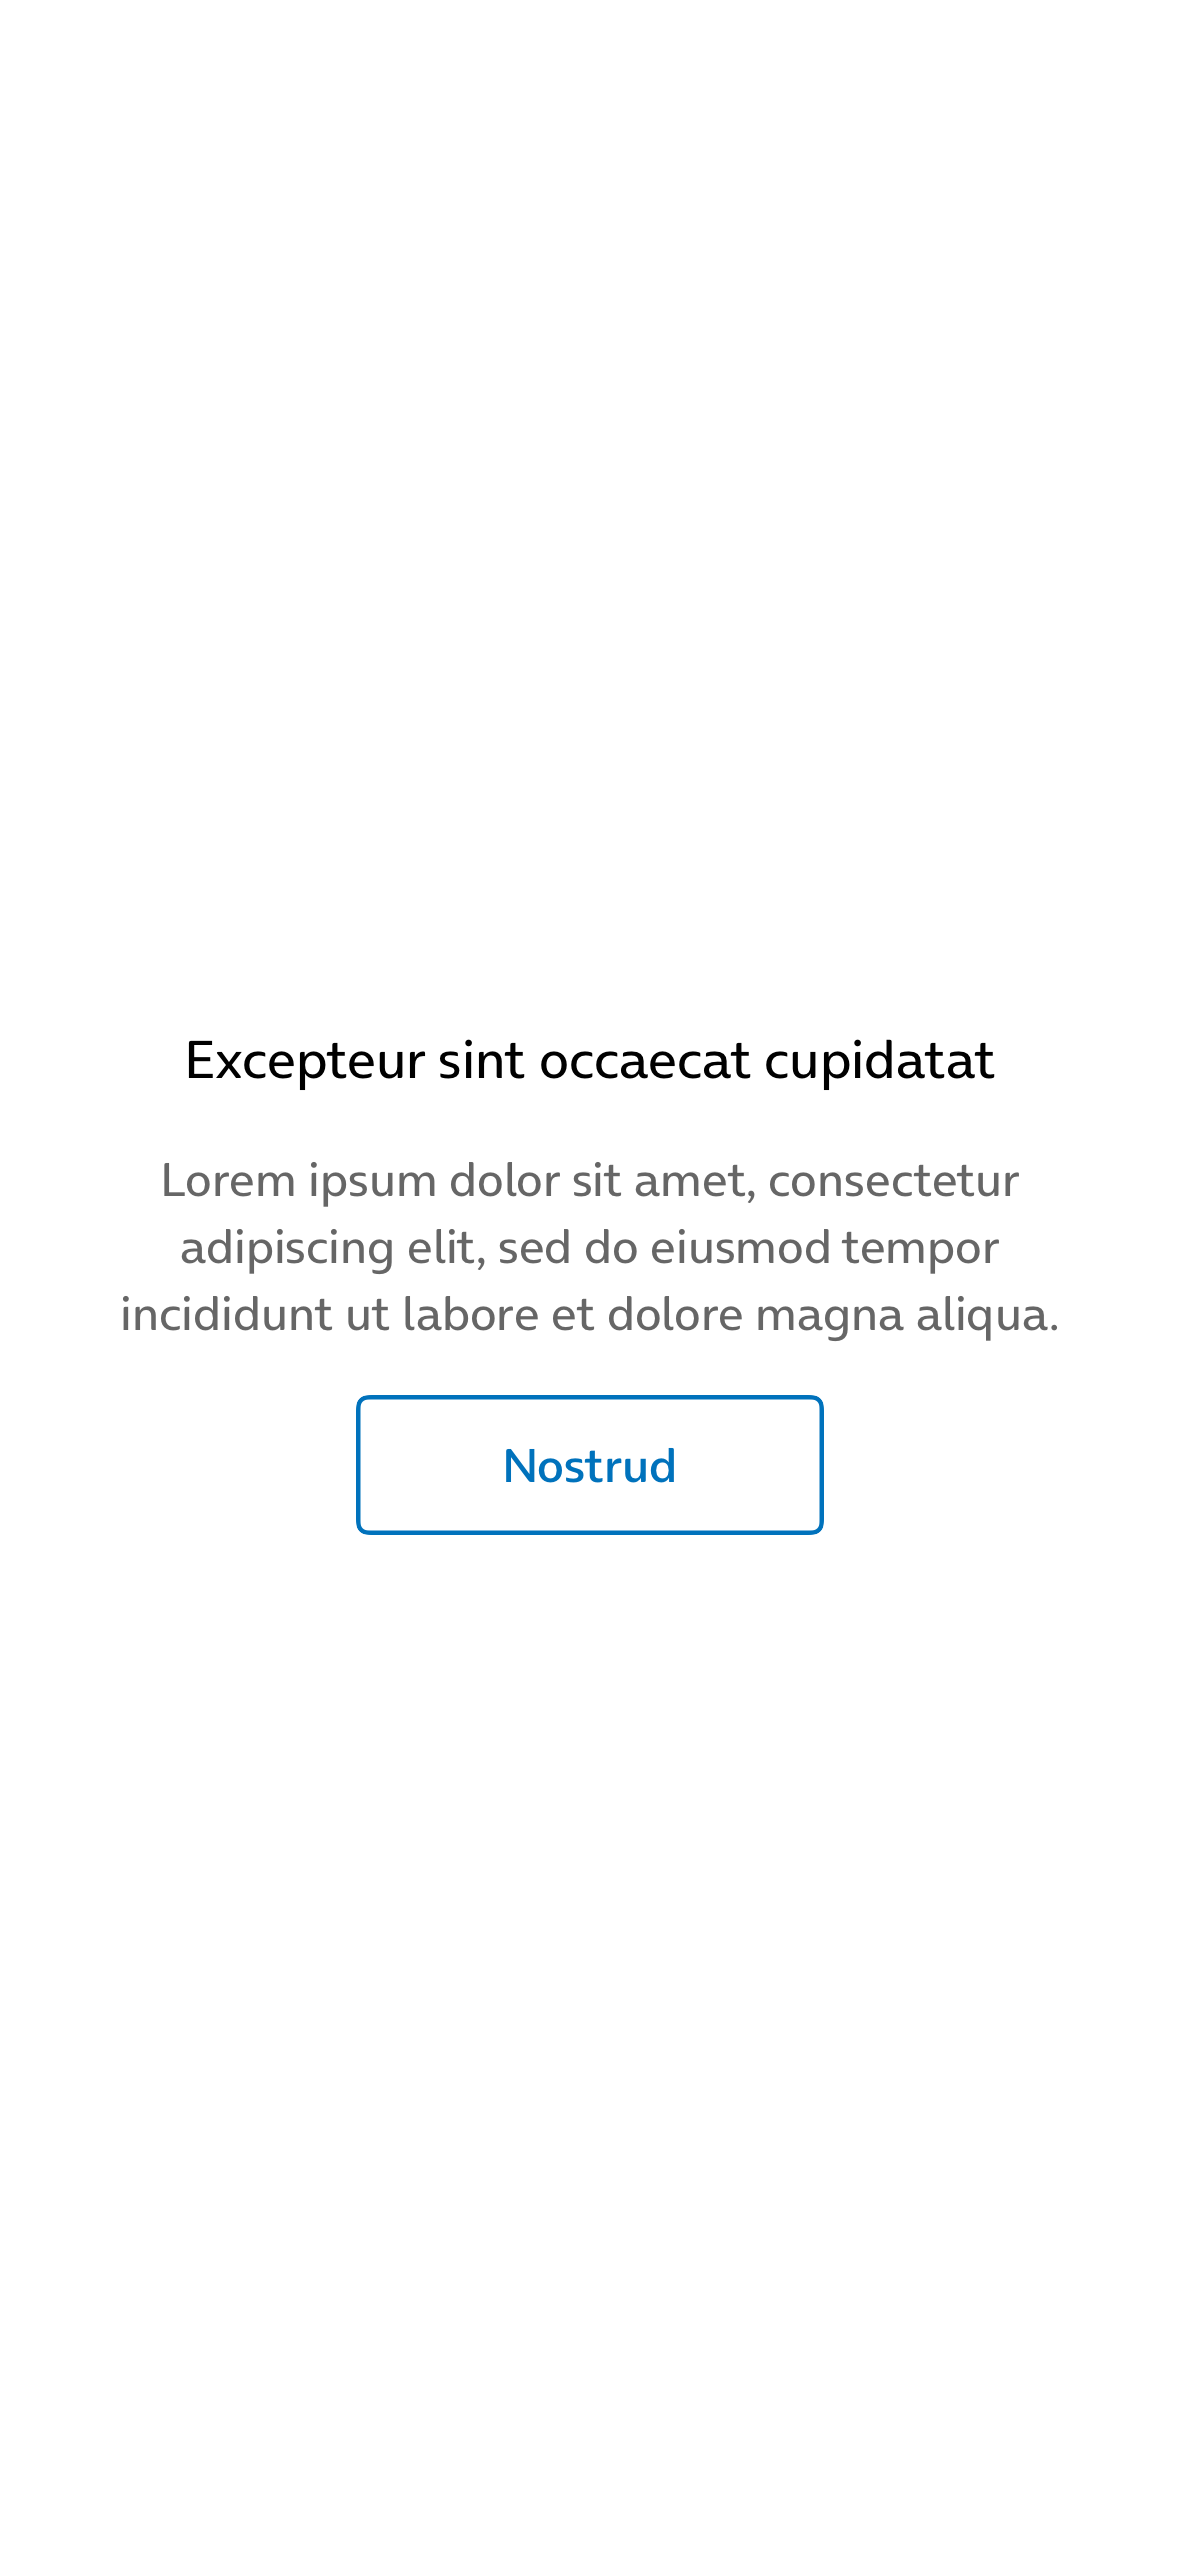 Excepteur sint occaecat cupidatat
Lorem ipsum dolor sit amet, consectetur
adipiscing elit, sed do eiusmod tempor
incididunt ut labore et dolore magna aliqua.
Nostrud